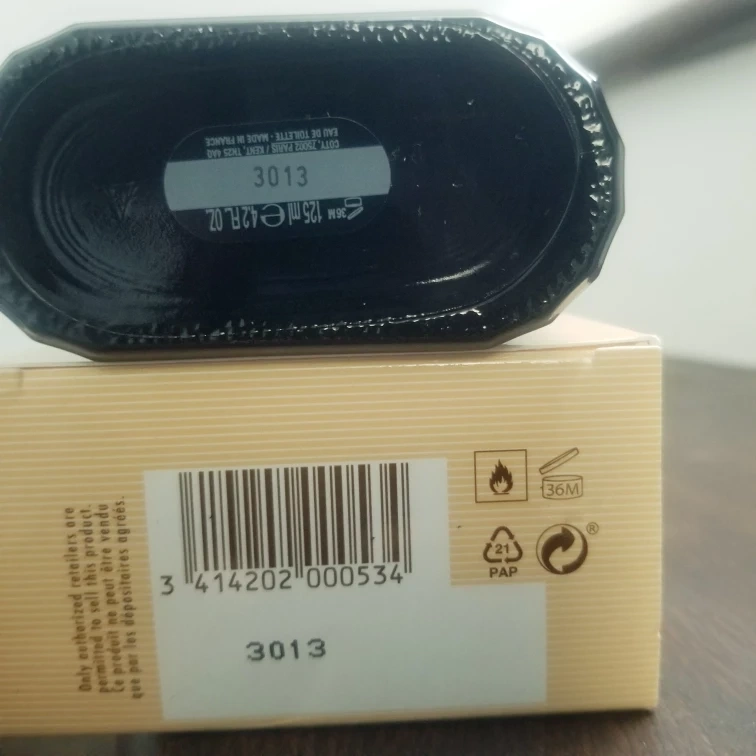 EAU DE TOILETTE - MADE IN FRANCE
COTY, 75002 PARIS / KENT, TN25 4AQ
3013
36M 125 ml e 4.2 FL. OZ
Only authorized retailers are
permitted to sell this product.
Ce produit ne peut être vendu
que par les dépositaires agréés.
3 414202 000534
3013
36M
21
PAP
®